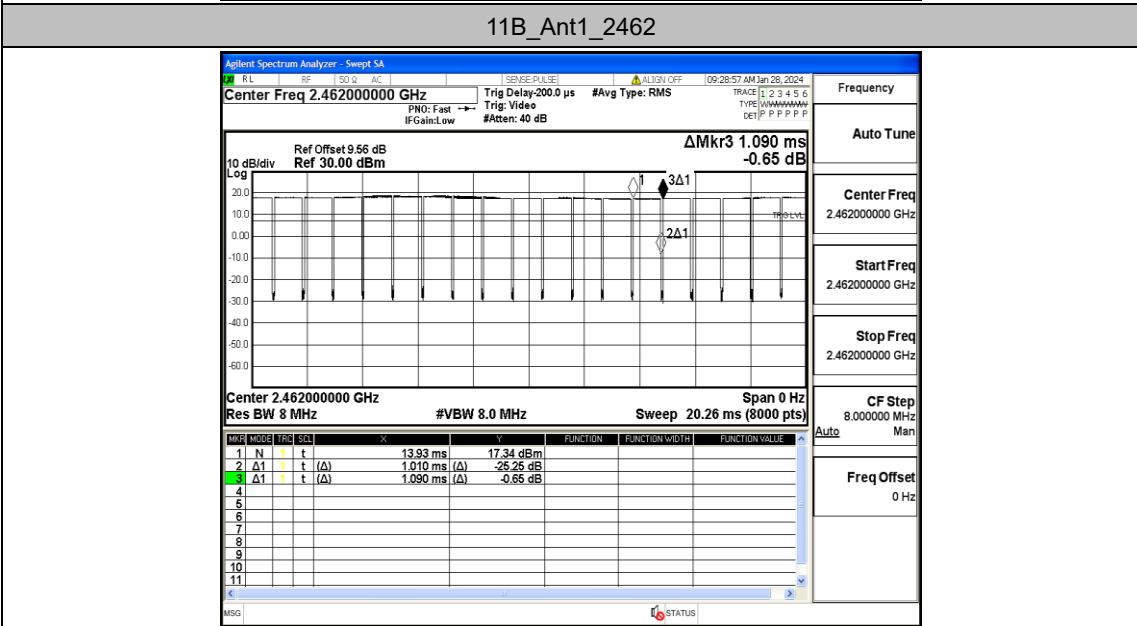 11B_Ant1_2462
Agilent Spectrum Analyzer - Swept SA
LXI RL RF 50 Ω AC SENSE:PULSE ALIGN OFF 09:28:57 AM Jan 28, 2024
Center Freq 2.462000000 GHz
PNO: Fast
IFGain:Low
Trig Delay-200.0 µs
Trig: Video
#Atten: 40 dB
#Avg Type: RMS
TRACE 1 2 3 4 5 6
TYPE WWWWWW
DET P P P P P P
Frequency
Ref Offset 9.56 dB
10 dB/div Ref 30.00 dBm
Log
ΔMkr3 1.090 ms
-0.65 dB
20.0
10.0
0.00
-10.0
-20.0
-30.0
-40.0
-50.0
-60.0
1
3Δ1
TRIG LVL
2Δ1
Center 2.462000000 GHz Span 0 Hz
Res BW 8 MHz #VBW 8.0 MHz Sweep 20.26 ms (8000 pts)
MKR MODE TRC SCL X Y FUNCTION FUNCTION WIDTH FUNCTION VALUE
1 N 1 t 13.93 ms 17.34 dBm
2 Δ1 1 t (Δ) 1.010 ms (Δ) -25.25 dB
3 Δ1 1 t (Δ) 1.090 ms (Δ) -0.65 dB
4
5
6
7
8
9
10
11
MSG STATUS
Auto Tune
Center Freq
2.462000000 GHz
Start Freq
2.462000000 GHz
Stop Freq
2.462000000 GHz
CF Step
8.000000 MHz
Auto Man
Freq Offset
0 Hz